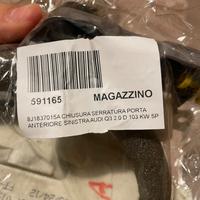 591165 MAGAZZINO
8J1837015A CHIUSURA SERRATURA PORTA
ANTERIORE SINISTRA AUDI Q3 2.0 D 103 KW 5P